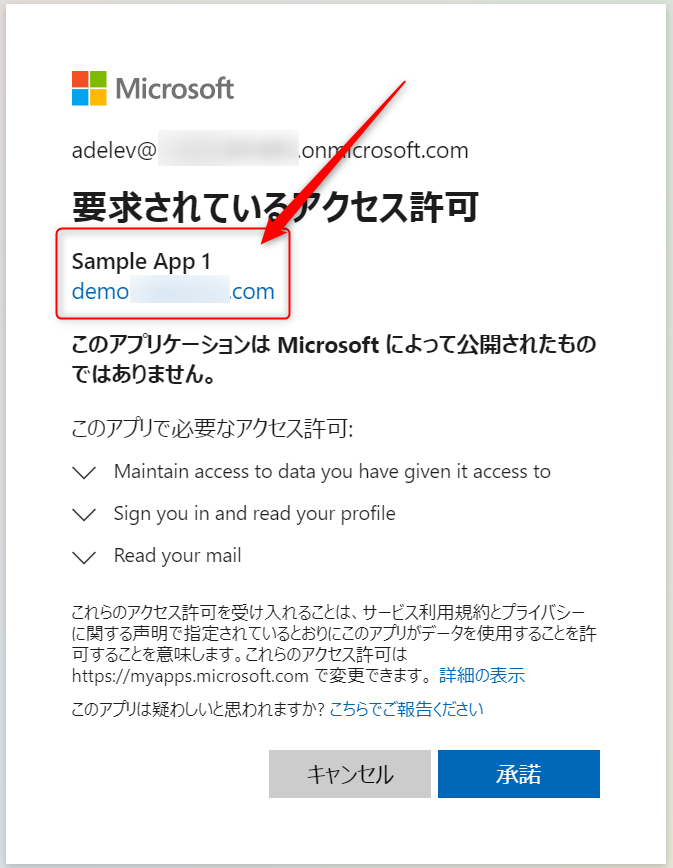 Microsoft
adelev@ .onmicrosoft.com
要求されているアクセス許可
Sample App 1
demo .com
このアプリケーションは Microsoft によって公開されたもの
ではありません。
このアプリで必要なアクセス許可:
Maintain access to data you have given it access to
Sign you in and read your profile
Read your mail
これらのアクセス許可を受け入れることは、サービス利用規約とプライバシー
に関する声明で指定されているとおりにこのアプリがデータを使用することを許
可することを意味します。これらのアクセス許可は
https://myapps.microsoft.com で変更できます。 詳細の表示
このアプリは疑わしいと思われますか? こちらでご報告ください
キャンセル
承諾